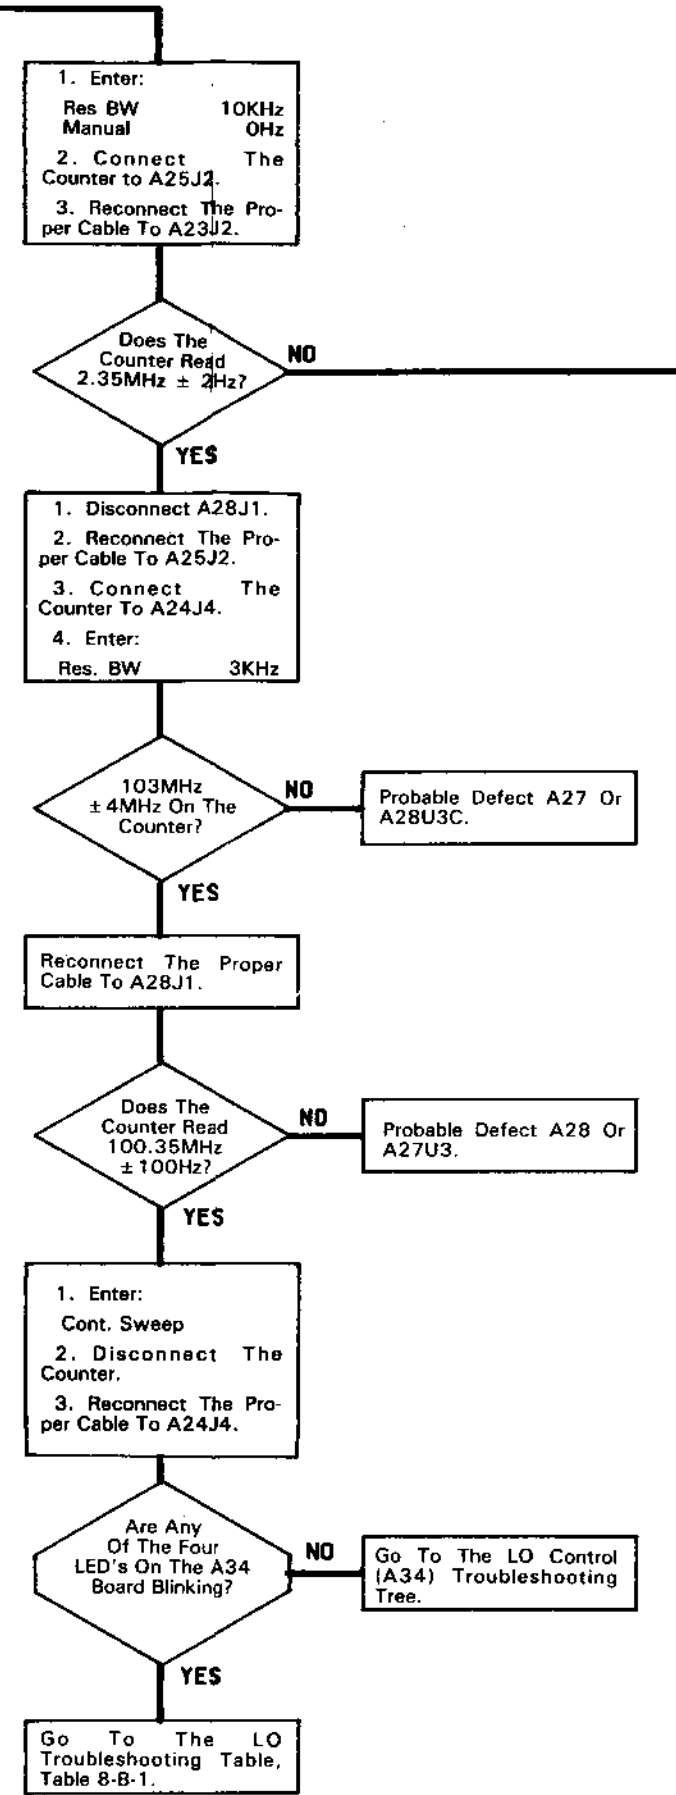 1. Enter:
Res BW 10KHz
Manual 0Hz
2. Connect The
Counter to A25J2.
3. Reconnect The Pro-
per Cable To A23J2.
Does The
Counter Read
2.35MHz ± 2Hz?
NO
YES
1. Disconnect A28J1.
2. Reconnect The Pro-
per Cable To A25J2.
3. Connect The
Counter To A24J4.
4. Enter:
Res. BW 3KHz
103MHz
± 4MHz On The
Counter?
NO
Probable Defect A27 Or
A28U3C.
YES
Reconnect The Proper
Cable To A28J1.
Does The
Counter Read
100.35MHz
± 100Hz?
NO
Probable Defect A28 Or
A27U3.
YES
1. Enter:
Cont. Sweep
2. Disconnect The
Counter.
3. Reconnect The Pro-
per Cable To A24J4.
Are Any
Of The Four
LED's On The A34
Board Blinking?
NO
Go To The LO Control
(A34) Troubleshooting
Tree.
YES
Go To The LO
Troubleshooting Table,
Table 8-B-1.